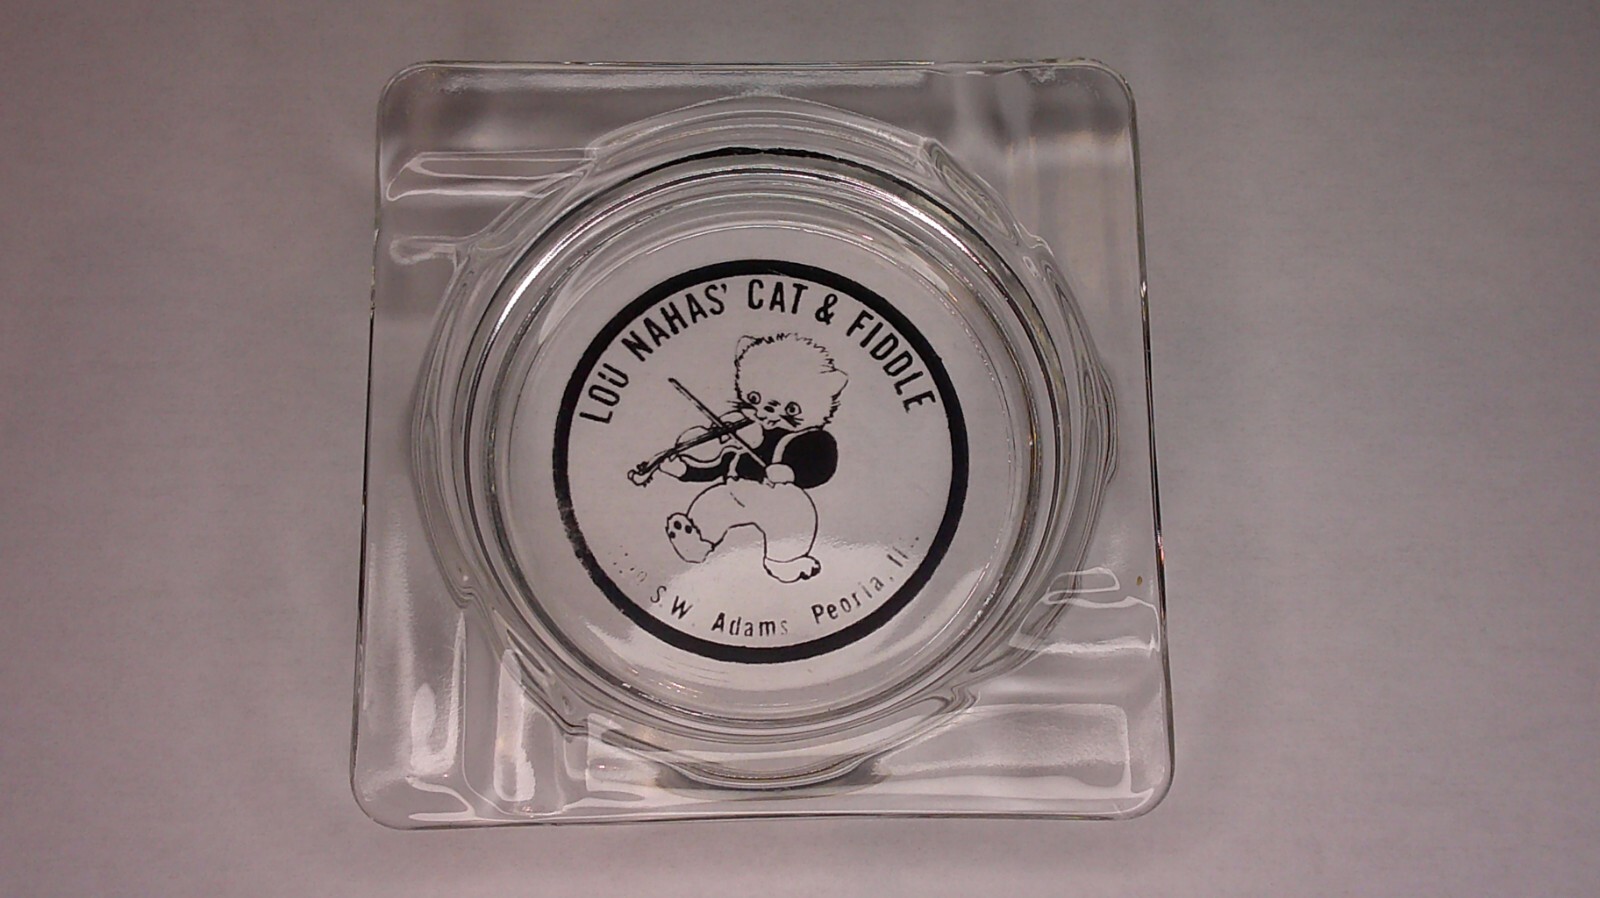 LOU NAHAS' CAT & FIDDLE
S.W. Adams Peoria, Il